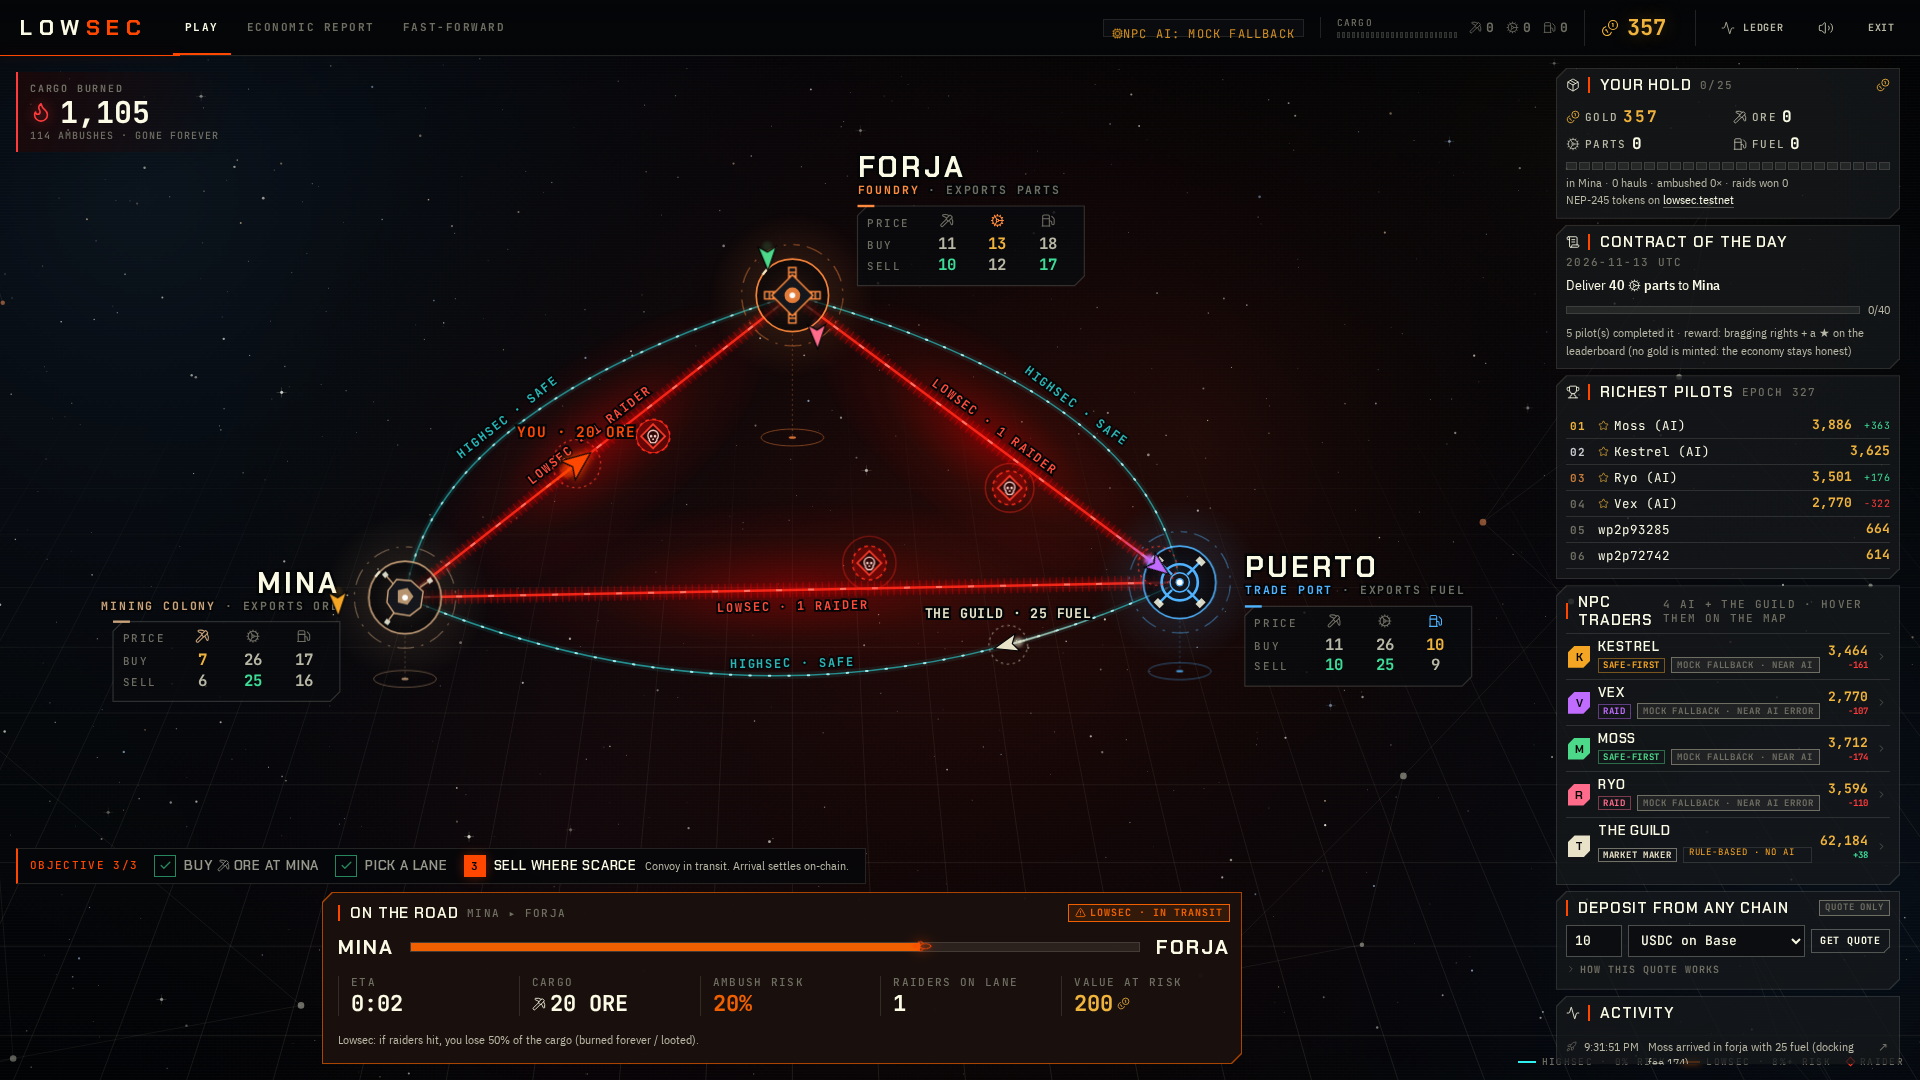 LOWSEC
PLAY
ECONOMIC REPORT
FAST-FORWARD
NPC AI: MOCK FALLBACK
CARGO
0 0 0
357
LEDGER
EXIT
CARGO BURNED
1,105
114 AMBUSHES · GONE FOREVER
FORJA
FOUNDRY · EXPORTS PARTS
PRICE
BUY 11 13 18
SELL 10 12 17
HIGHSEC · SAFE
YOU · 20 ORE
LOWSEC · 1 RAIDER
LOWSEC · 1 RAIDER
HIGHSEC · SAFE
MINA
MINING COLONY · EXPORTS ORE
PRICE
BUY 7 26 17
SELL 6 25 16
LOWSEC · 1 RAIDER
THE GUILD · 25 FUEL
HIGHSEC · SAFE
PUERTO
TRADE PORT · EXPORTS FUEL
PRICE
BUY 11 26 10
SELL 10 25 9
OBJECTIVE 3/3
BUY ORE AT MINA
PICK A LANE
3 SELL WHERE SCARCE
Convoy in transit. Arrival settles on-chain.
ON THE ROAD MINA ▸ FORJA
LOWSEC · IN TRANSIT
MINA
FORJA
ETA
0:02
CARGO
20 ORE
AMBUSH RISK
20%
RAIDERS ON LANE
1
VALUE AT RISK
200
Lowsec: if raiders hit, you lose 50% of the cargo (burned forever / looted).
YOUR HOLD 0/25
GOLD 357
ORE 0
PARTS 0
FUEL 0
in Mina · 0 hauls · ambushed 0× · raids won 0
NEP-245 tokens on lowsec.testnet
CONTRACT OF THE DAY
2026-11-13 UTC
Deliver 40 parts to Mina
0/40
5 pilot(s) completed it · reward: bragging rights + a ★ on the
leaderboard (no gold is minted: the economy stays honest)
RICHEST PILOTS EPOCH 327
01 Moss (AI) 3,886 +363
02 Kestrel (AI) 3,625
03 Ryo (AI) 3,501 +176
04 Vex (AI) 2,770 -322
05 wp2p93285 664
06 wp2p72742 614
NPC TRADERS
4 AI + THE GUILD · HOVER THEM ON THE MAP
K KESTREL 3,464
SAFE-FIRST MOCK FALLBACK · NEAR AI -161
V VEX 2,770
RAID MOCK FALLBACK · NEAR AI ERROR -107
M MOSS 3,712
SAFE-FIRST MOCK FALLBACK · NEAR AI -174
R RYO 3,596
RAID MOCK FALLBACK · NEAR AI ERROR -110
T THE GUILD 62,184
MARKET MAKER RULE-BASED · NO AI +38
DEPOSIT FROM ANY CHAIN
QUOTE ONLY
10
USDC on Base
GET QUOTE
HOW THIS QUOTE WORKS
ACTIVITY
9:31:51 PM Moss arrived in forja with 25 fuel (docking
fee 174)
RAIDER